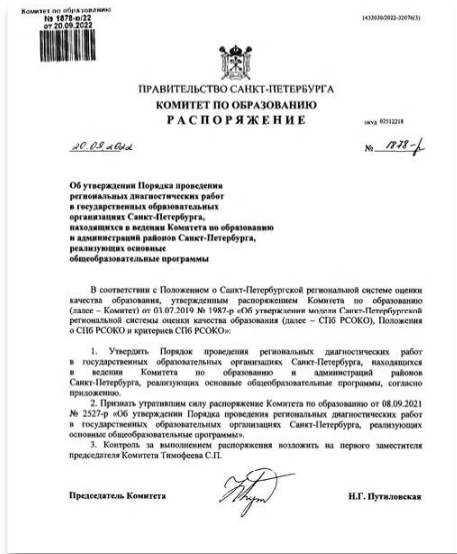 Комитет по образованию
№ 1878-р/22
от 20.09.2022
1432030/2022-32076(3)
ПРАВИТЕЛЬСТВО САНКТ-ПЕТЕРБУРГА
КОМИТЕТ ПО ОБРАЗОВАНИЮ
РАСПОРЯЖЕНИЕ
ОКУД 02512218
20.09.2022
№ 1878-р
Об утверждении Порядка проведения
региональных диагностических работ
в государственных образовательных
организациях Санкт-Петербурга,
находящихся в ведении Комитета по образованию
и администраций районов Санкт-Петербурга,
реализующих основные
общеобразовательные программы
В соответствии с Положением о Санкт-Петербургской региональной системе оценки
качества образования, утвержденным распоряжением Комитета по образованию
(далее – Комитет) от 03.07.2019 № 1987-р «Об утверждении модели Санкт-Петербургской
региональной системы оценки качества образования (далее – СПб РСОКО), Положения
о СПб РСОКО и критериев СПб РСОКО»:
1. Утвердить Порядок проведения региональных диагностических работ
в государственных образовательных организациях Санкт-Петербурга, находящихся
в ведении Комитета по образованию и администраций районов
Санкт-Петербурга, реализующих основные общеобразовательные программы, согласно
приложению.
2. Признать утратившим силу распоряжение Комитета по образованию от 08.09.2021
№ 2527-р «Об утверждении Порядка проведения региональных диагностических работ
в государственных образовательных организациях Санкт-Петербурга, реализующих
основные общеобразовательные программы».
3. Контроль за выполнением распоряжения возложить на первого заместителя
председателя Комитета Тимофеева С.П.
Председатель Комитета
Н.Г. Путиловская